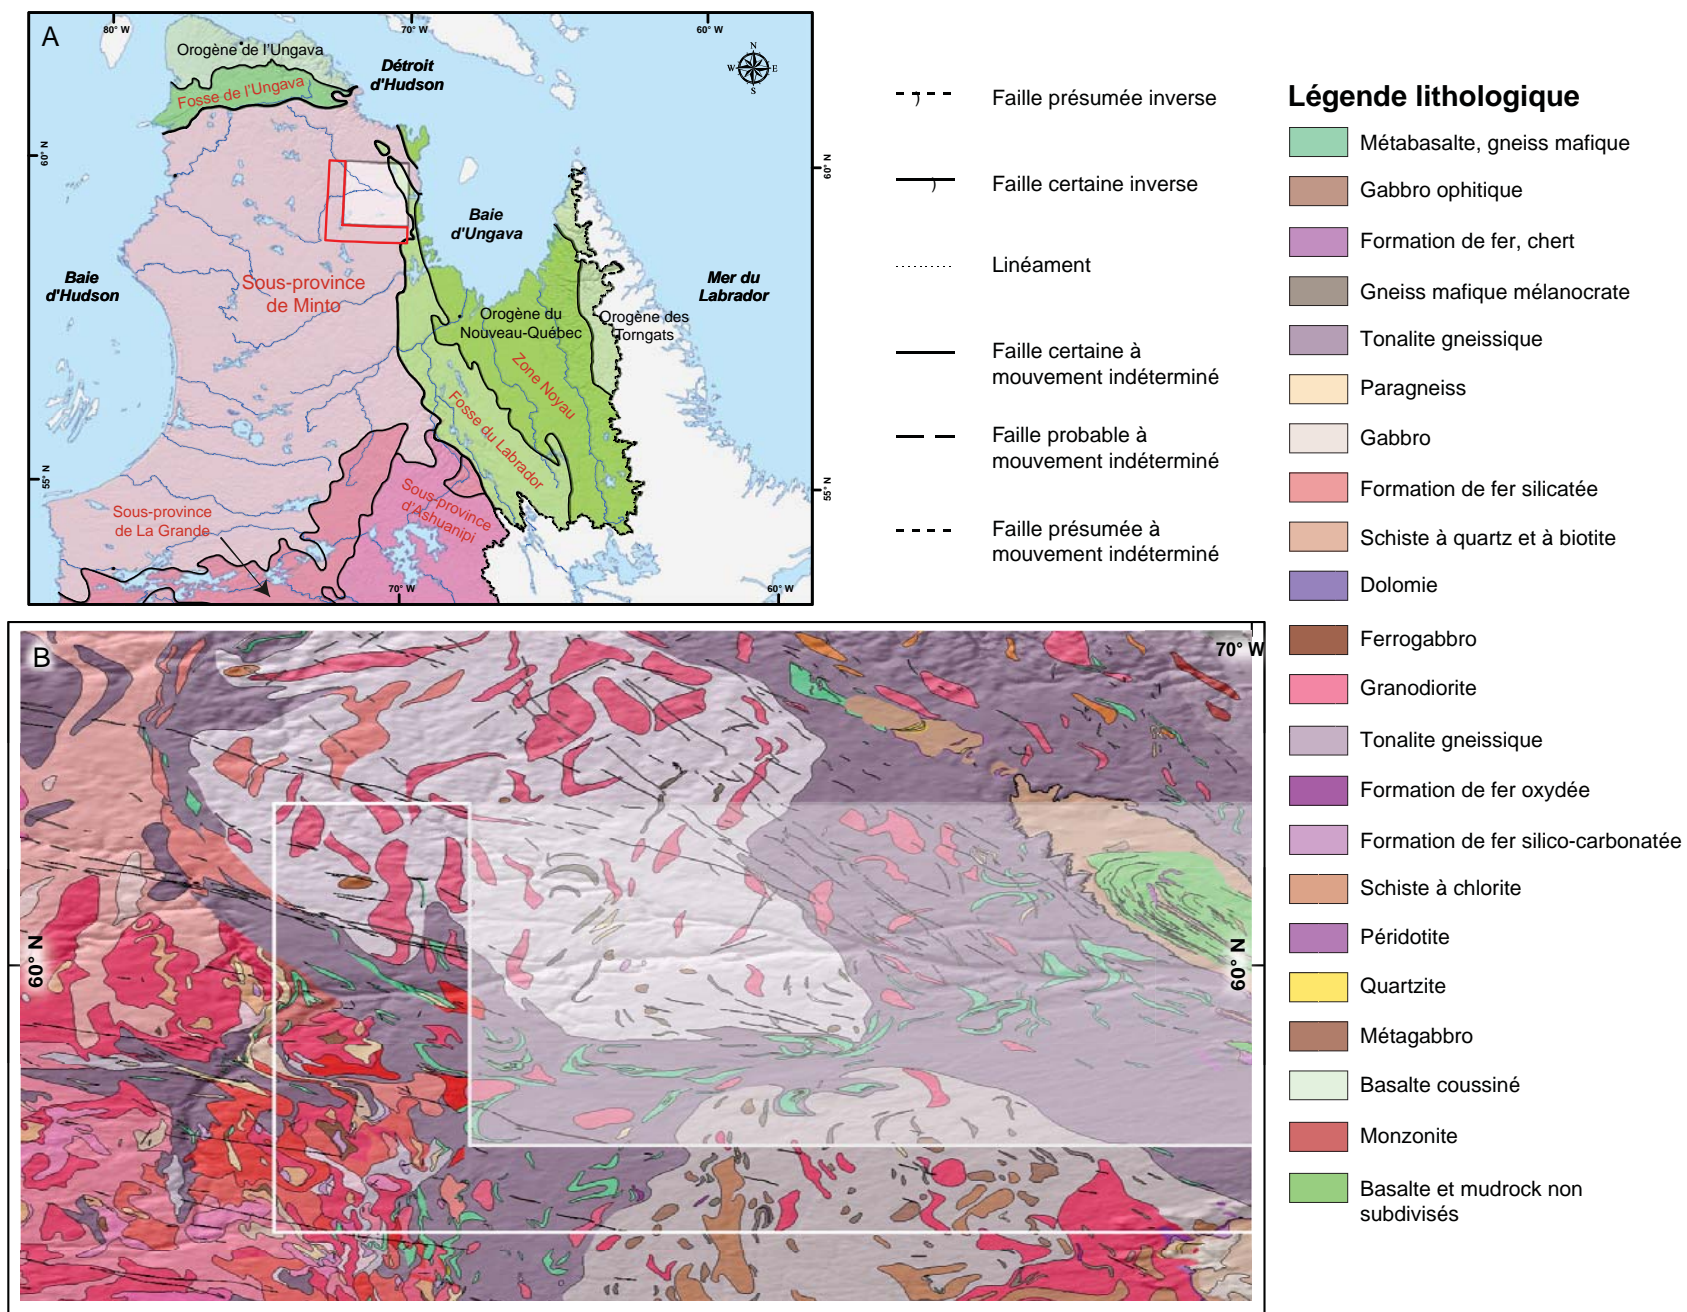 A
80° W
70° W
60° W
Orogène de l'Ungava
Fosse de l'Ungava
Détroit
d'Hudson
N
W
E
S
60° N
60° N
Baie
d'Ungava
Baie
d'Hudson
Mer du
Labrador
Sous-province
de Minto
Orogène du
Nouveau-Québec
Orogène des
Torngats
Zone Noyau
Fosse du Labrador
55° N
55° N
Sous-province
d'Ashuanipi
Sous-province
de La Grande
70° W
60° W
Faille présumée inverse
Faille certaine inverse
Linéament
Faille certaine à
mouvement indéterminé
Faille probable à
mouvement indéterminé
Faille présumée à
mouvement indéterminé
Légende lithologique
Métabasalte, gneiss mafique
Gabbro ophitique
Formation de fer, chert
Gneiss mafique mélanocrate
Tonalite gneissique
Paragneiss
Gabbro
Formation de fer silicatée
Schiste à quartz et à biotite
Dolomie
Ferrogabbro
Granodiorite
Tonalite gneissique
Formation de fer oxydée
Formation de fer silico-carbonatée
Schiste à chlorite
Péridotite
Quartzite
Métagabbro
Basalte coussiné
Monzonite
Basalte et mudrock non
subdivisés
B
70° W
60° N
60° N